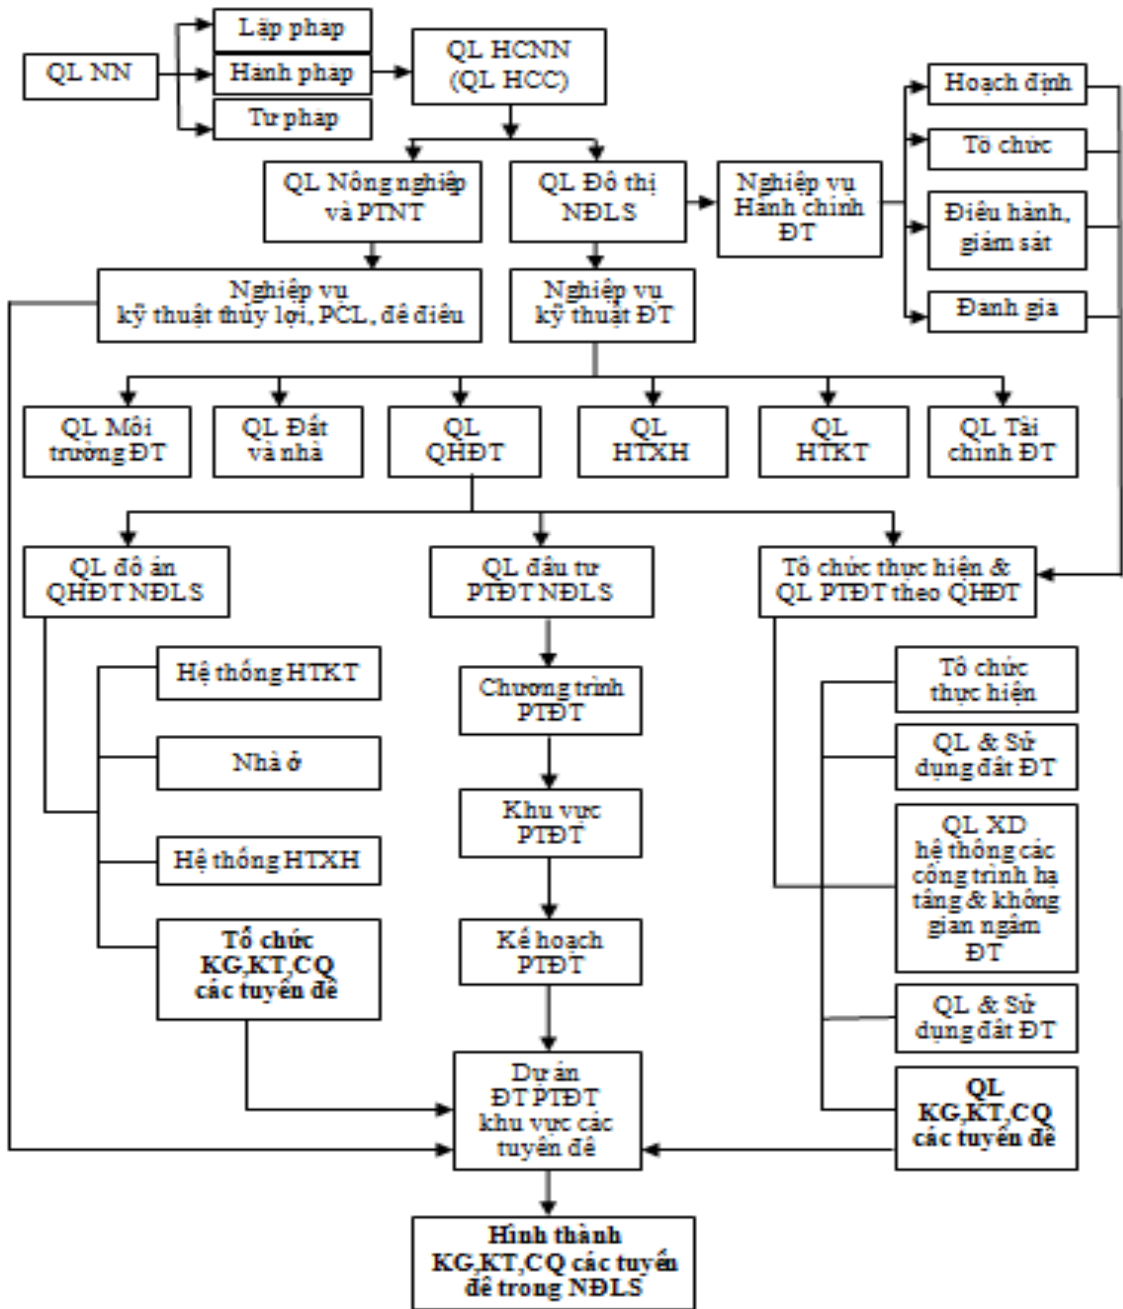 Lập pháp
QL NN
Hành pháp
Tư pháp
QL HCNN
(QL HCC)
Hoạch định
Tổ chức
Điều hành,
giám sát
Đánh giá
QL Nông nghiệp
và PTNT
QL Đô thị
NĐLS
Nghiệp vụ
Hành chính
ĐT
Nghiệp vụ
kỹ thuật thủy lợi, PCL, đê điều
Nghiệp vụ
kỹ thuật ĐT
QL Môi
trường ĐT
QL Đất
và nhà
QL
QHĐT
QL
HTXH
QL
HTKT
QL Tài
chính ĐT
QL đồ án
QHĐT NĐLS
QL đầu tư
PTĐT NĐLS
Tổ chức thực hiện &
QL PTĐT theo QHĐT
Hệ thống HTKT
Nhà ở
Hệ thống HTXH
Tổ chức
KG,KT,CQ
các tuyến đê
Chương trình
PTĐT
Khu vực
PTĐT
Kế hoạch
PTĐT
Dự án
ĐT PTĐT
khu vực các
tuyến đê
Tổ chức
thực hiện
QL & Sử
dụng đất ĐT
QL XD
hệ thống các
công trình hạ
tầng & không
gian ngầm
ĐT
QL & Sử
dụng đất ĐT
QL
KG,KT,CQ
các tuyến đê
Hình thành
KG,KT,CQ các tuyến
đê trong NĐLS